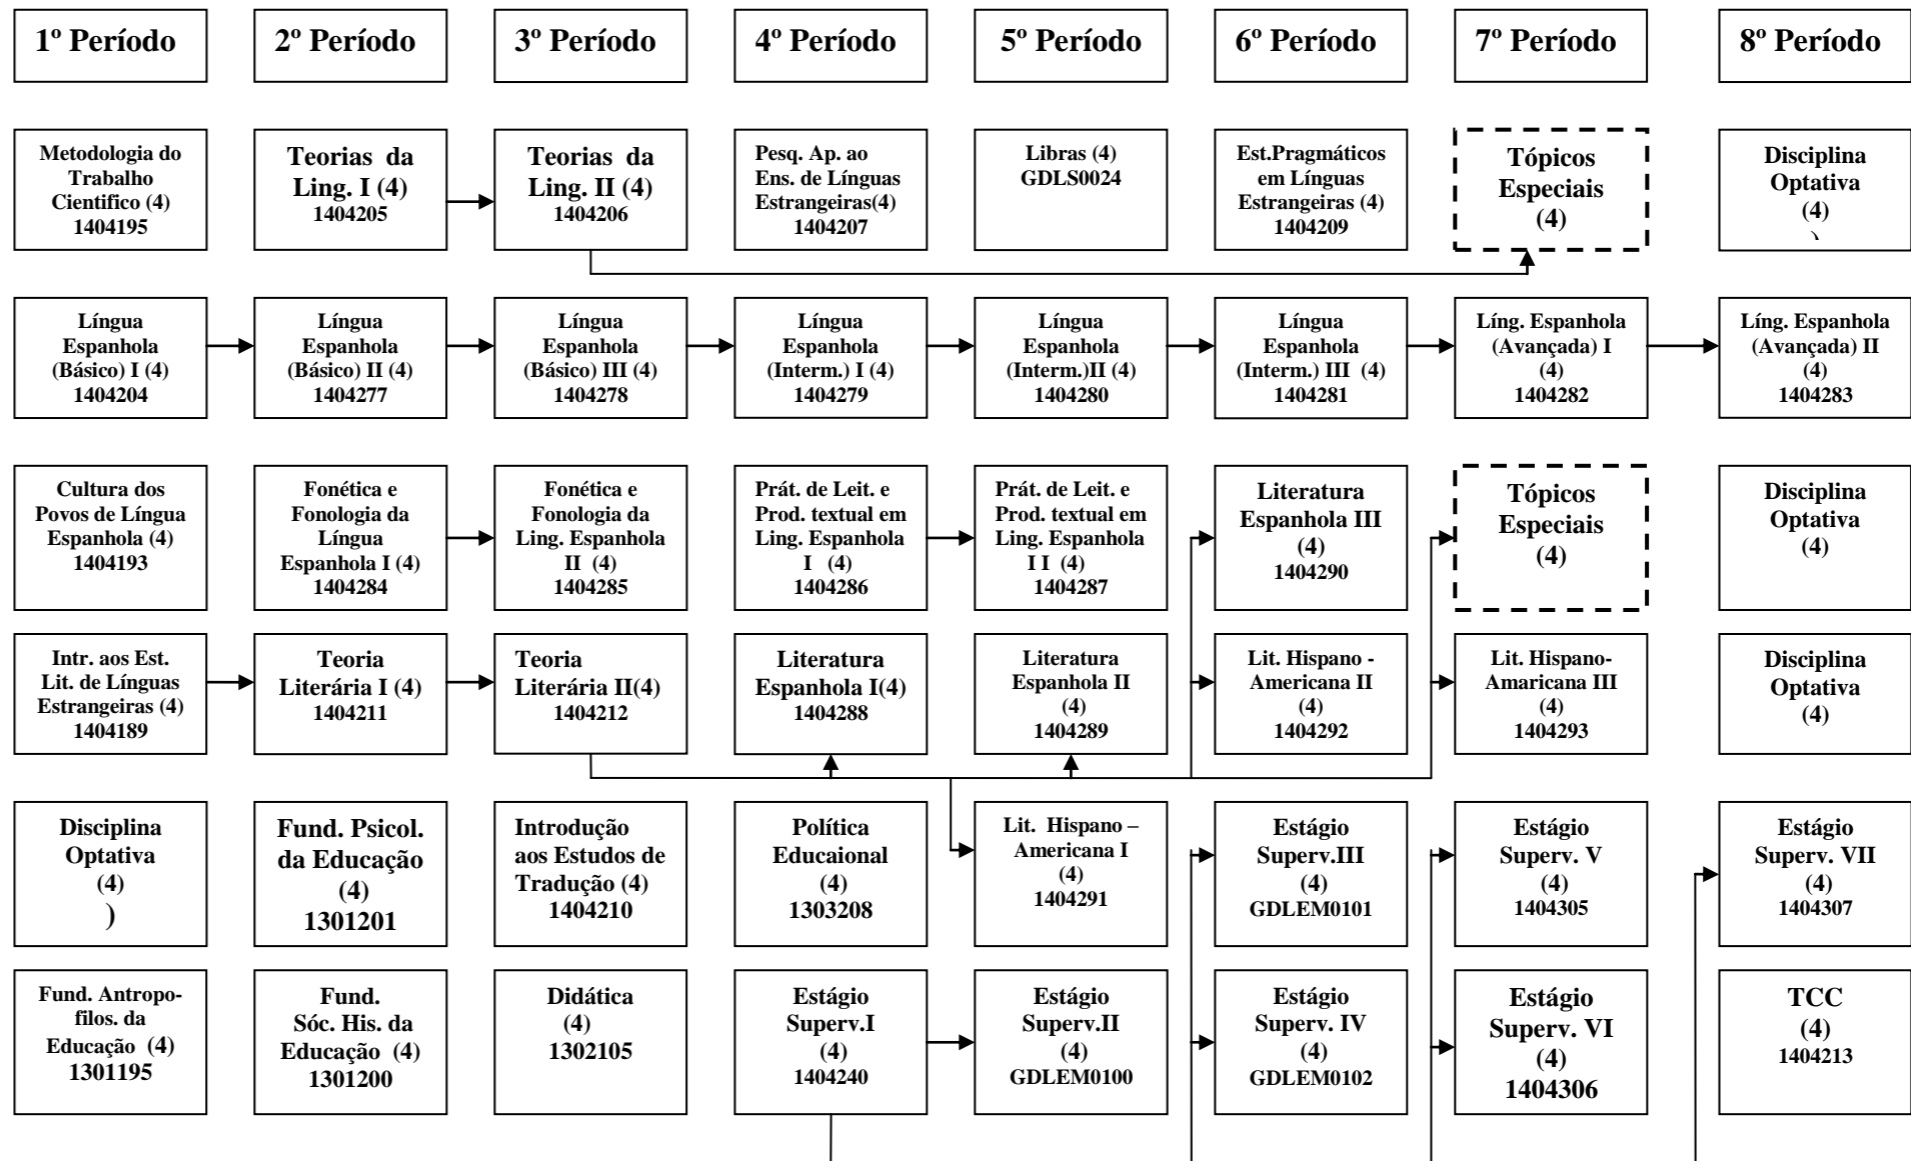 1º Período
2º Período
3º Período
4º Período
5º Período
6º Período
7º Período
8º Período
Metodologia do
Trabalho
Cientifico (4)
1404195
Teorias da
Ling. I (4)
1404205
Teorias da
Ling. II (4)
1404206
Pesq. Ap. ao
Ens. de Línguas
Estrangeiras(4)
1404207
Libras (4)
GDLS0024
Est.Pragmáticos
em Línguas
Estrangeiras (4)
1404209
Tópicos
Especiais
(4)
Disciplina
Optativa
(4)
Língua
Espanhola
(Básico) I (4)
1404204
Língua
Espanhola
(Básico) II (4)
1404277
Língua
Espanhola
(Básico) III (4)
1404278
Língua
Espanhola
(Interm.) I (4)
1404279
Língua
Espanhola
(Interm.)II (4)
1404280
Língua
Espanhola
(Interm.) III (4)
1404281
Líng. Espanhola
(Avançada) I
(4)
1404282
Líng. Espanhola
(Avançada) II
(4)
1404283
Cultura dos
Povos de Língua
Espanhola (4)
1404193
Fonética e
Fonologia da
Língua
Espanhola I (4)
1404284
Fonética e
Fonologia da
Ling. Espanhola
II (4)
1404285
Prát. de Leit. e
Prod. textual em
Ling. Espanhola
I (4)
1404286
Prát. de Leit. e
Prod. textual em
Ling. Espanhola
I I (4)
1404287
Literatura
Espanhola III
(4)
1404290
Tópicos
Especiais
(4)
Disciplina
Optativa
(4)
Intr. aos Est.
Lit. de Línguas
Estrangeiras (4)
1404189
Teoria
Literária I (4)
1404211
Teoria
Literária II(4)
1404212
Literatura
Espanhola I(4)
1404288
Literatura
Espanhola II
(4)
1404289
Lit. Hispano -
Americana II
(4)
1404292
Lit. Hispano-
Amaricana III
(4)
1404293
Disciplina
Optativa
(4)
Disciplina
Optativa
(4)
)
Fund. Psicol.
da Educação
(4)
1301201
Introdução
aos Estudos de
Tradução (4)
1404210
Política
Educaional
(4)
1303208
Lit. Hispano –
Americana I
(4)
1404291
Estágio
Superv.III
(4)
GDLEM0101
Estágio
Superv. V
(4)
1404305
Estágio
Superv. VII
(4)
1404307
Fund. Antropo-
filos. da
Educação (4)
1301195
Fund.
Sóc. His. da
Educação (4)
1301200
Didática
(4)
1302105
Estágio
Superv.I
(4)
1404240
Estágio
Superv.II
(4)
GDLEM0100
Estágio
Superv. IV
(4)
GDLEM0102
Estágio
Superv. VI
(4)
1404306
TCC
(4)
1404213